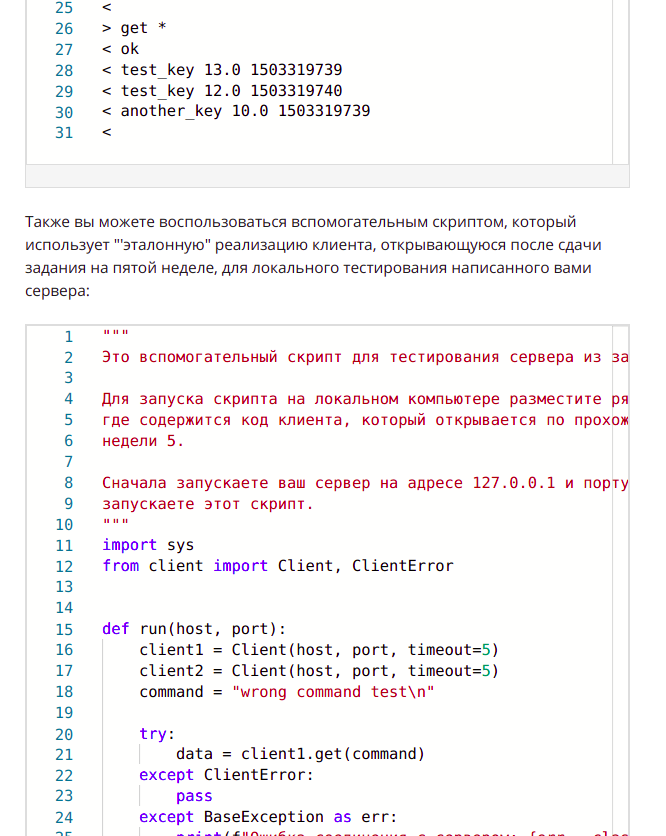 25 <
26 > get *
27 < ok
28 < test_key 13.0 1503319739
29 < test_key 12.0 1503319740
30 < another_key 10.0 1503319739
31 <
Также вы можете воспользоваться вспомогательным скриптом, который
использует "'эталонную" реализацию клиента, открывающуюся после сдачи
задания на пятой неделе, для локального тестирования написанного вами
сервера:
1 """
2 Это вспомогательный скрипт для тестирования сервера из за
3
4 Для запуска скрипта на локальном компьютере разместите ря
5 где содержится код клиента, который открывается по прохож
6 недели 5.
7
8 Сначала запускаете ваш сервер на адресе 127.0.0.1 и порту
9 запускаете этот скрипт.
10 """
11 import sys
12 from client import Client, ClientError
13
14
15 def run(host, port):
16 client1 = Client(host, port, timeout=5)
17 client2 = Client(host, port, timeout=5)
18 command = "wrong command test\n"
19
20 try:
21 data = client1.get(command)
22 except ClientError:
23 pass
24 except BaseException as err: